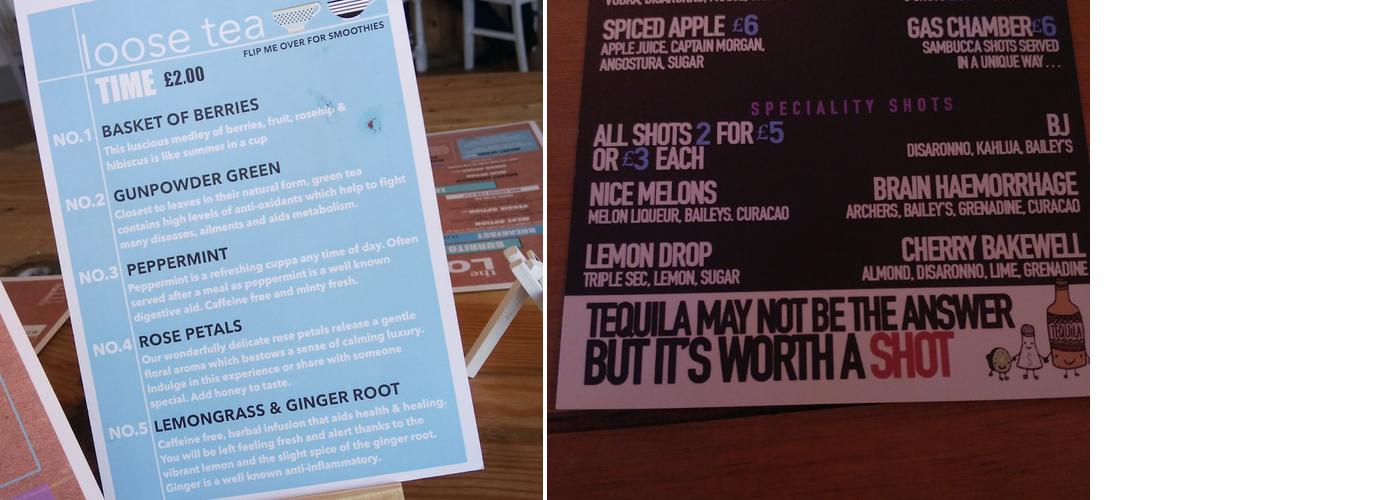 loose tea
FLIP ME OVER FOR SMOOTHIES
TIME £2.00
NO.1 BASKET OF BERRIES
This luscious medley of berries, fruit, rosehip &
hibiscus is like summer in a cup
NO.2 GUNPOWDER GREEN
Closest to leaves in their natural form, green tea
contains high levels of anti-oxidants which help to fight
many diseases, ailments and aids metabolism.
NO.3 PEPPERMINT
Peppermint is a refreshing cuppa any time of day. Often
served after a meal as peppermint is a well known
digestive aid. Caffeine free and minty fresh.
NO.4 ROSE PETALS
Our wonderfully delicate rose petals release a gentle
floral aroma which bestows a sense of calming luxury.
Indulge in this experience or share with someone
special. Add honey to taste.
NO.5 LEMONGRASS & GINGER ROOT
Caffeine free, herbal infusion that aids health & healing.
You will be left feeling fresh and alert thanks to the
vibrant lemon and the slight spice of the ginger root.
Ginger is a well known anti-inflammatory.
the LO
BURRITO
BREAKFAST
MEAT OPTION
VEGGIE OPTION
SPICED APPLE £6
APPLE JUICE, CAPTAIN MORGAN,
ANGOSTURA, SUGAR
GAS CHAMBER £6
SAMBUCCA SHOTS SERVED
IN A UNIQUE WAY...
SPECIALITY SHOTS
ALL SHOTS 2 FOR £5
OR £3 EACH
BJ
DISARONNO, KAHLUA, BAILEY'S
NICE MELONS
MELON LIQUEUR, BAILEYS. CURACAO
BRAIN HAEMORRHAGE
ARCHERS, BAILEY'S, GRENADINE, CURACAO
LEMON DROP
TRIPLE SEC, LEMON, SUGAR
CHERRY BAKEWELL
ALMOND, DISARONNO, LIME, GRENADINE
TEQUILA MAY NOT BE THE ANSWER
BUT IT'S WORTH A SHOT
TEQUILA